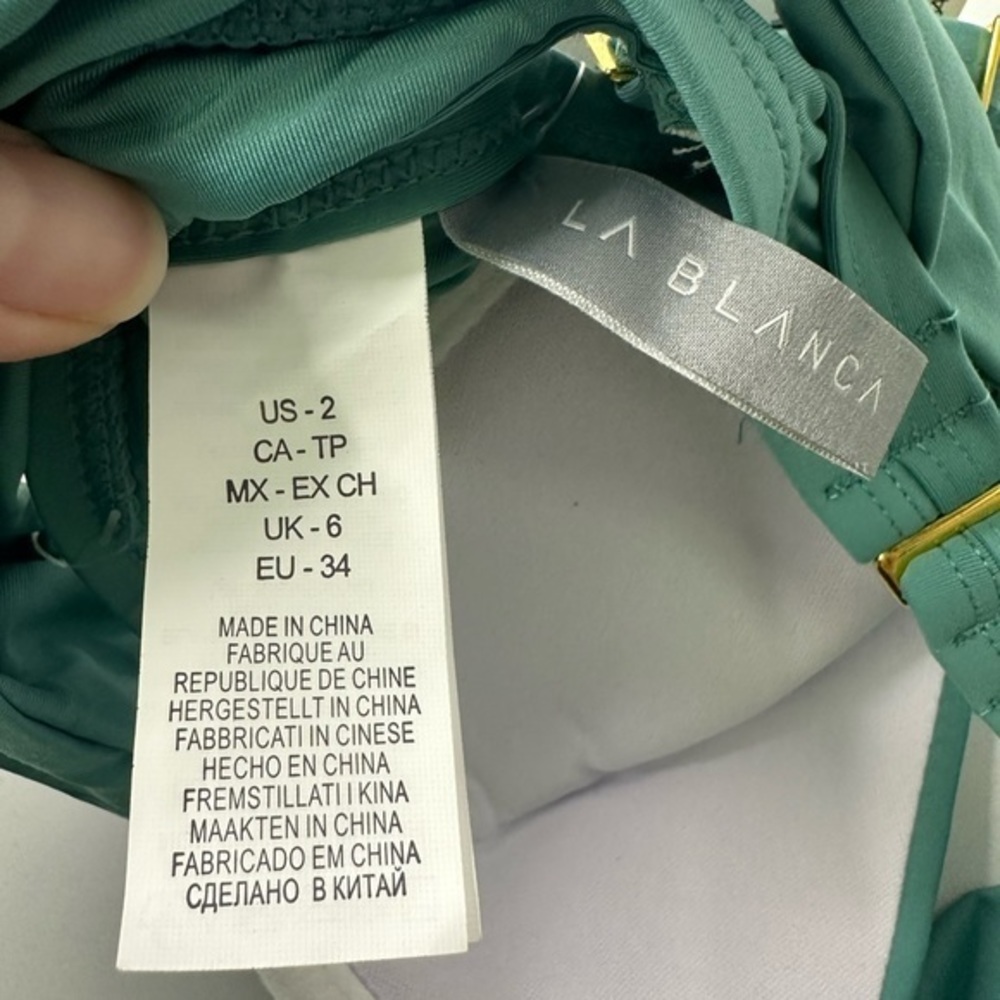 LA BLANCA
US - 2
CA - TP
MX - EX CH
UK - 6
EU - 34
MADE IN CHINA
FABRIQUE AU
REPUBLIQUE DE CHINE
HERGESTELLT IN CHINA
FABBRICATI IN CINESE
HECHO EN CHINA
FREMSTILLATI I KINA
MAAKTEN IN CHINA
FABRICADO EM CHINA
СДЕЛАНО В КИТАЙ